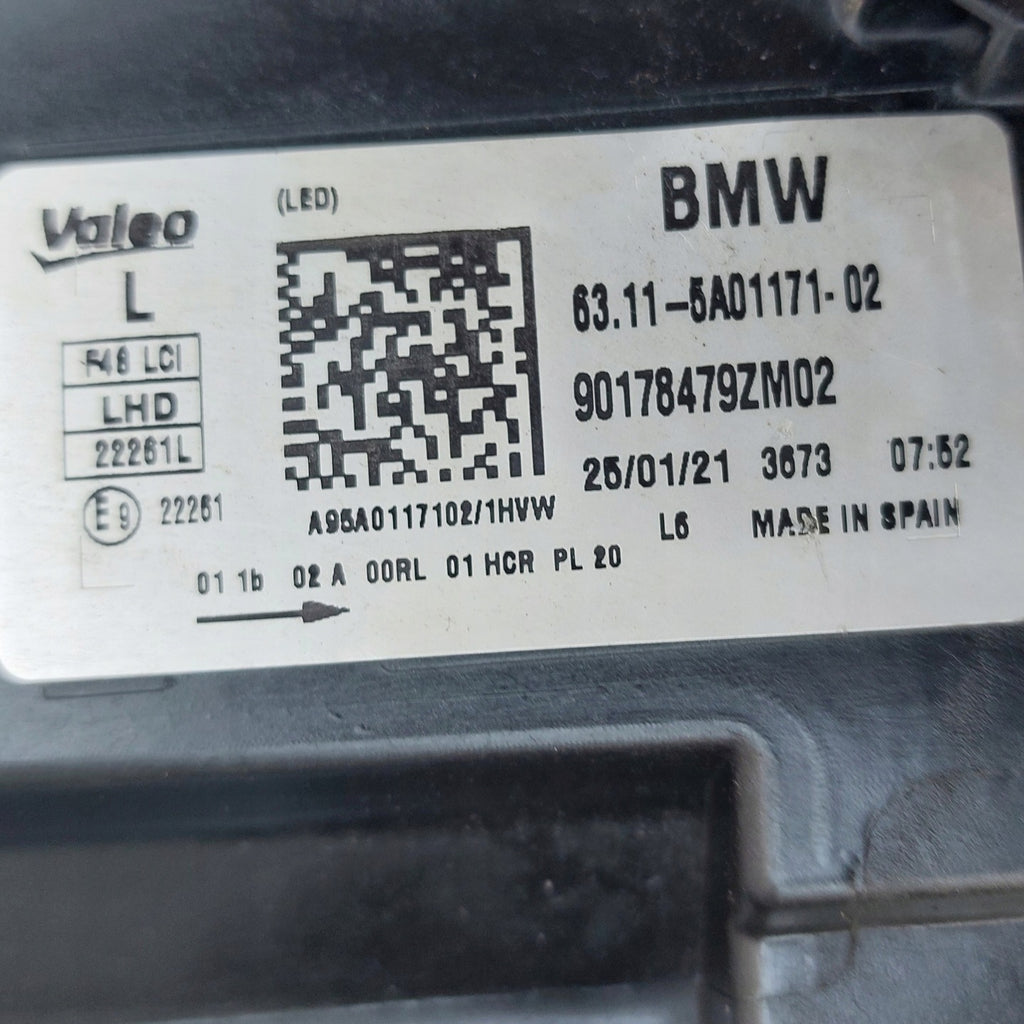 Valeo
(LED)
BMW
L
63.11-5A01171-02
F48 LCI
LHD
90178479ZM02
22261L
25/01/21 3673 07:52
E9 22261
A95A0117102/1HVW
L6 MADE IN SPAIN
01 1b 02 A 00RL 01 HCR PL 20